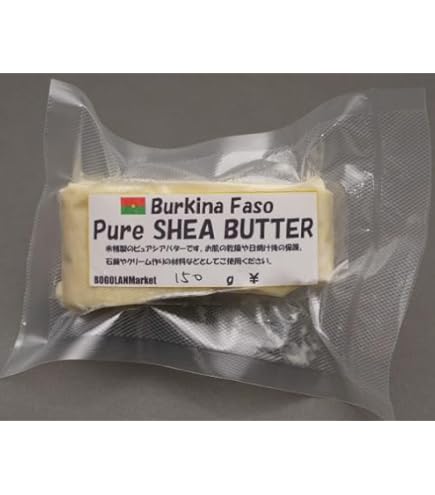 Burkina Faso
Pure SHEA BUTTER
未精製のピュアシアバターです。お肌の乾燥や日焼け後の保護、
石鹸やクリーム作りの材料などとしてご使用ください。
BOGOLANMarket 150 g ¥